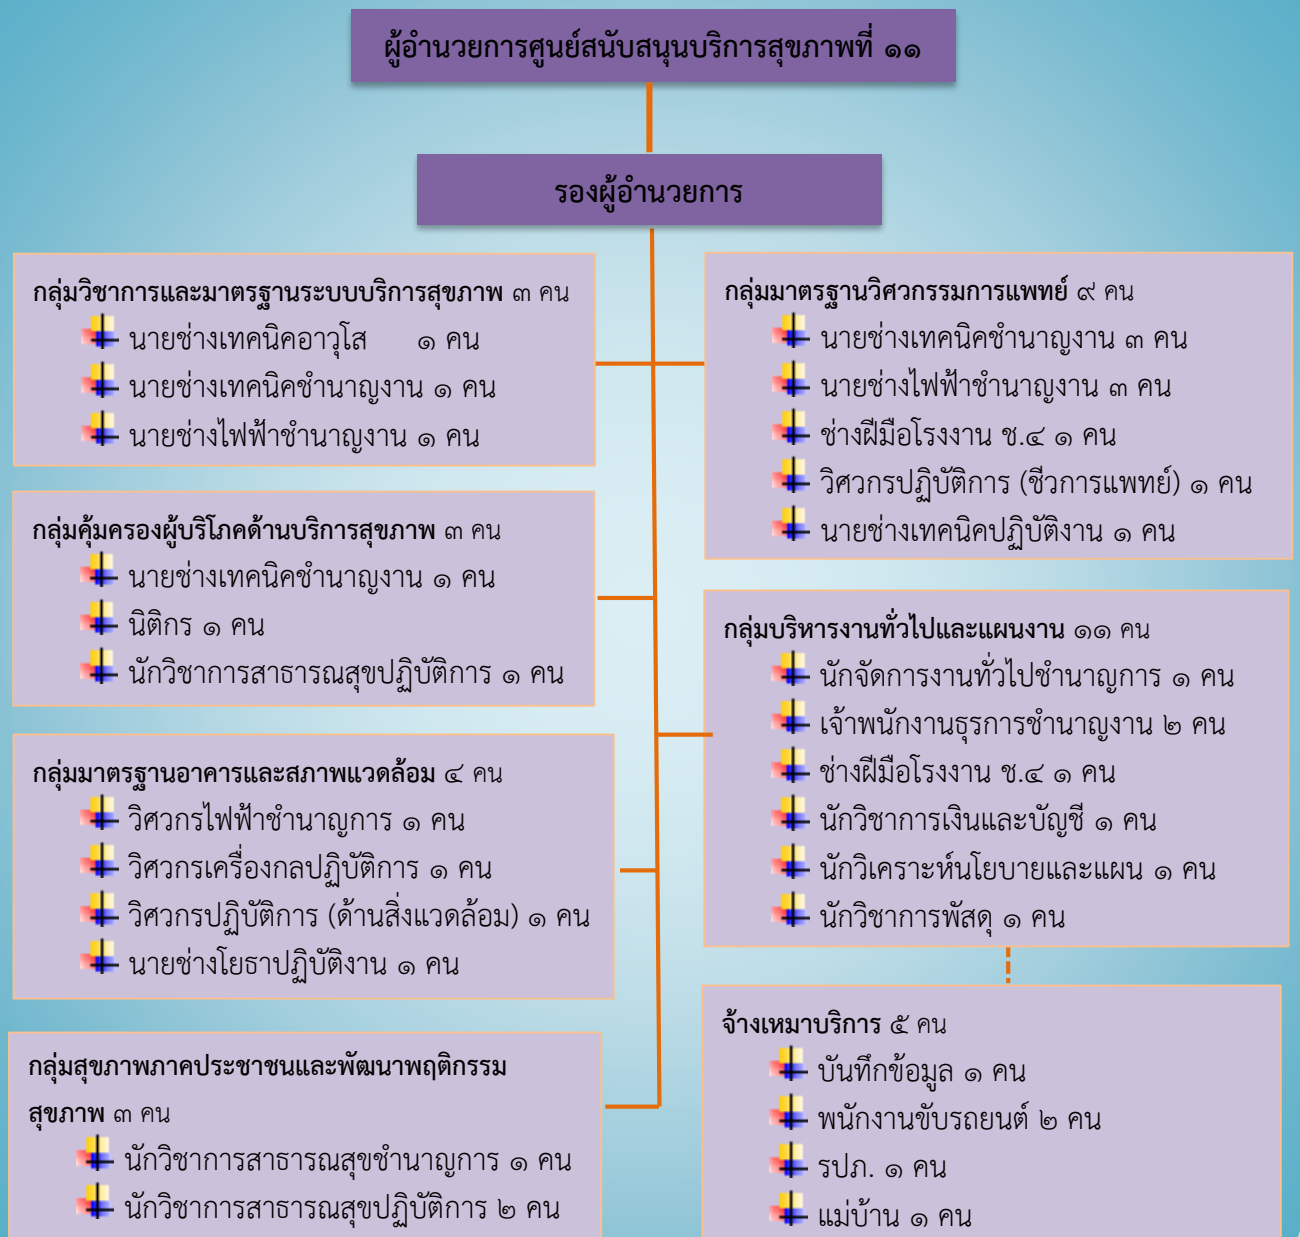 ผู้อำนวยการศูนย์สนับสนุนบริการสุขภาพที่ ๑๑
รองผู้อำนวยการ
กลุ่มวิชาการและมาตรฐานระบบบริการสุขภาพ ๓ คน
นายช่างเทคนิคอาวุโส ๑ คน
นายช่างเทคนิคชำนาญงาน ๑ คน
นายช่างไฟฟ้าชำนาญงาน ๑ คน
กลุ่มคุ้มครองผู้บริโภคด้านบริการสุขภาพ ๓ คน
นายช่างเทคนิคชำนาญงาน ๑ คน
นิติกร ๑ คน
นักวิชาการสาธารณสุขปฏิบัติการ ๑ คน
กลุ่มมาตรฐานอาคารและสภาพแวดล้อม ๔ คน
วิศวกรไฟฟ้าชำนาญการ ๑ คน
วิศวกรเครื่องกลปฏิบัติการ ๑ คน
วิศวกรปฏิบัติการ (ด้านสิ่งแวดล้อม) ๑ คน
นายช่างโยธาปฏิบัติงาน ๑ คน
กลุ่มสุขภาพภาคประชาชนและพัฒนาพฤติกรรม
สุขภาพ ๓ คน
นักวิชาการสาธารณสุขชำนาญการ ๑ คน
นักวิชาการสาธารณสุขปฏิบัติการ ๒ คน
กลุ่มมาตรฐานวิศวกรรมการแพทย์ ๙ คน
นายช่างเทคนิคชำนาญงาน ๓ คน
นายช่างไฟฟ้าชำนาญงาน ๓ คน
ช่างฝีมือโรงงาน ช.๔ ๑ คน
วิศวกรปฏิบัติการ (ชีวการแพทย์) ๑ คน
นายช่างเทคนิคปฏิบัติงาน ๑ คน
กลุ่มบริหารงานทั่วไปและแผนงาน ๑๑ คน
นักจัดการงานทั่วไปชำนาญการ ๑ คน
เจ้าพนักงานธุรการชำนาญงาน ๒ คน
ช่างฝีมือโรงงาน ช.๔ ๑ คน
นักวิชาการเงินและบัญชี ๑ คน
นักวิเคราะห์นโยบายและแผน ๑ คน
นักวิชาการพัสดุ ๑ คน
จ้างเหมาบริการ ๕ คน
บันทึกข้อมูล ๑ คน
พนักงานขับรถยนต์ ๒ คน
รปภ. ๑ คน
แม่บ้าน ๑ คน